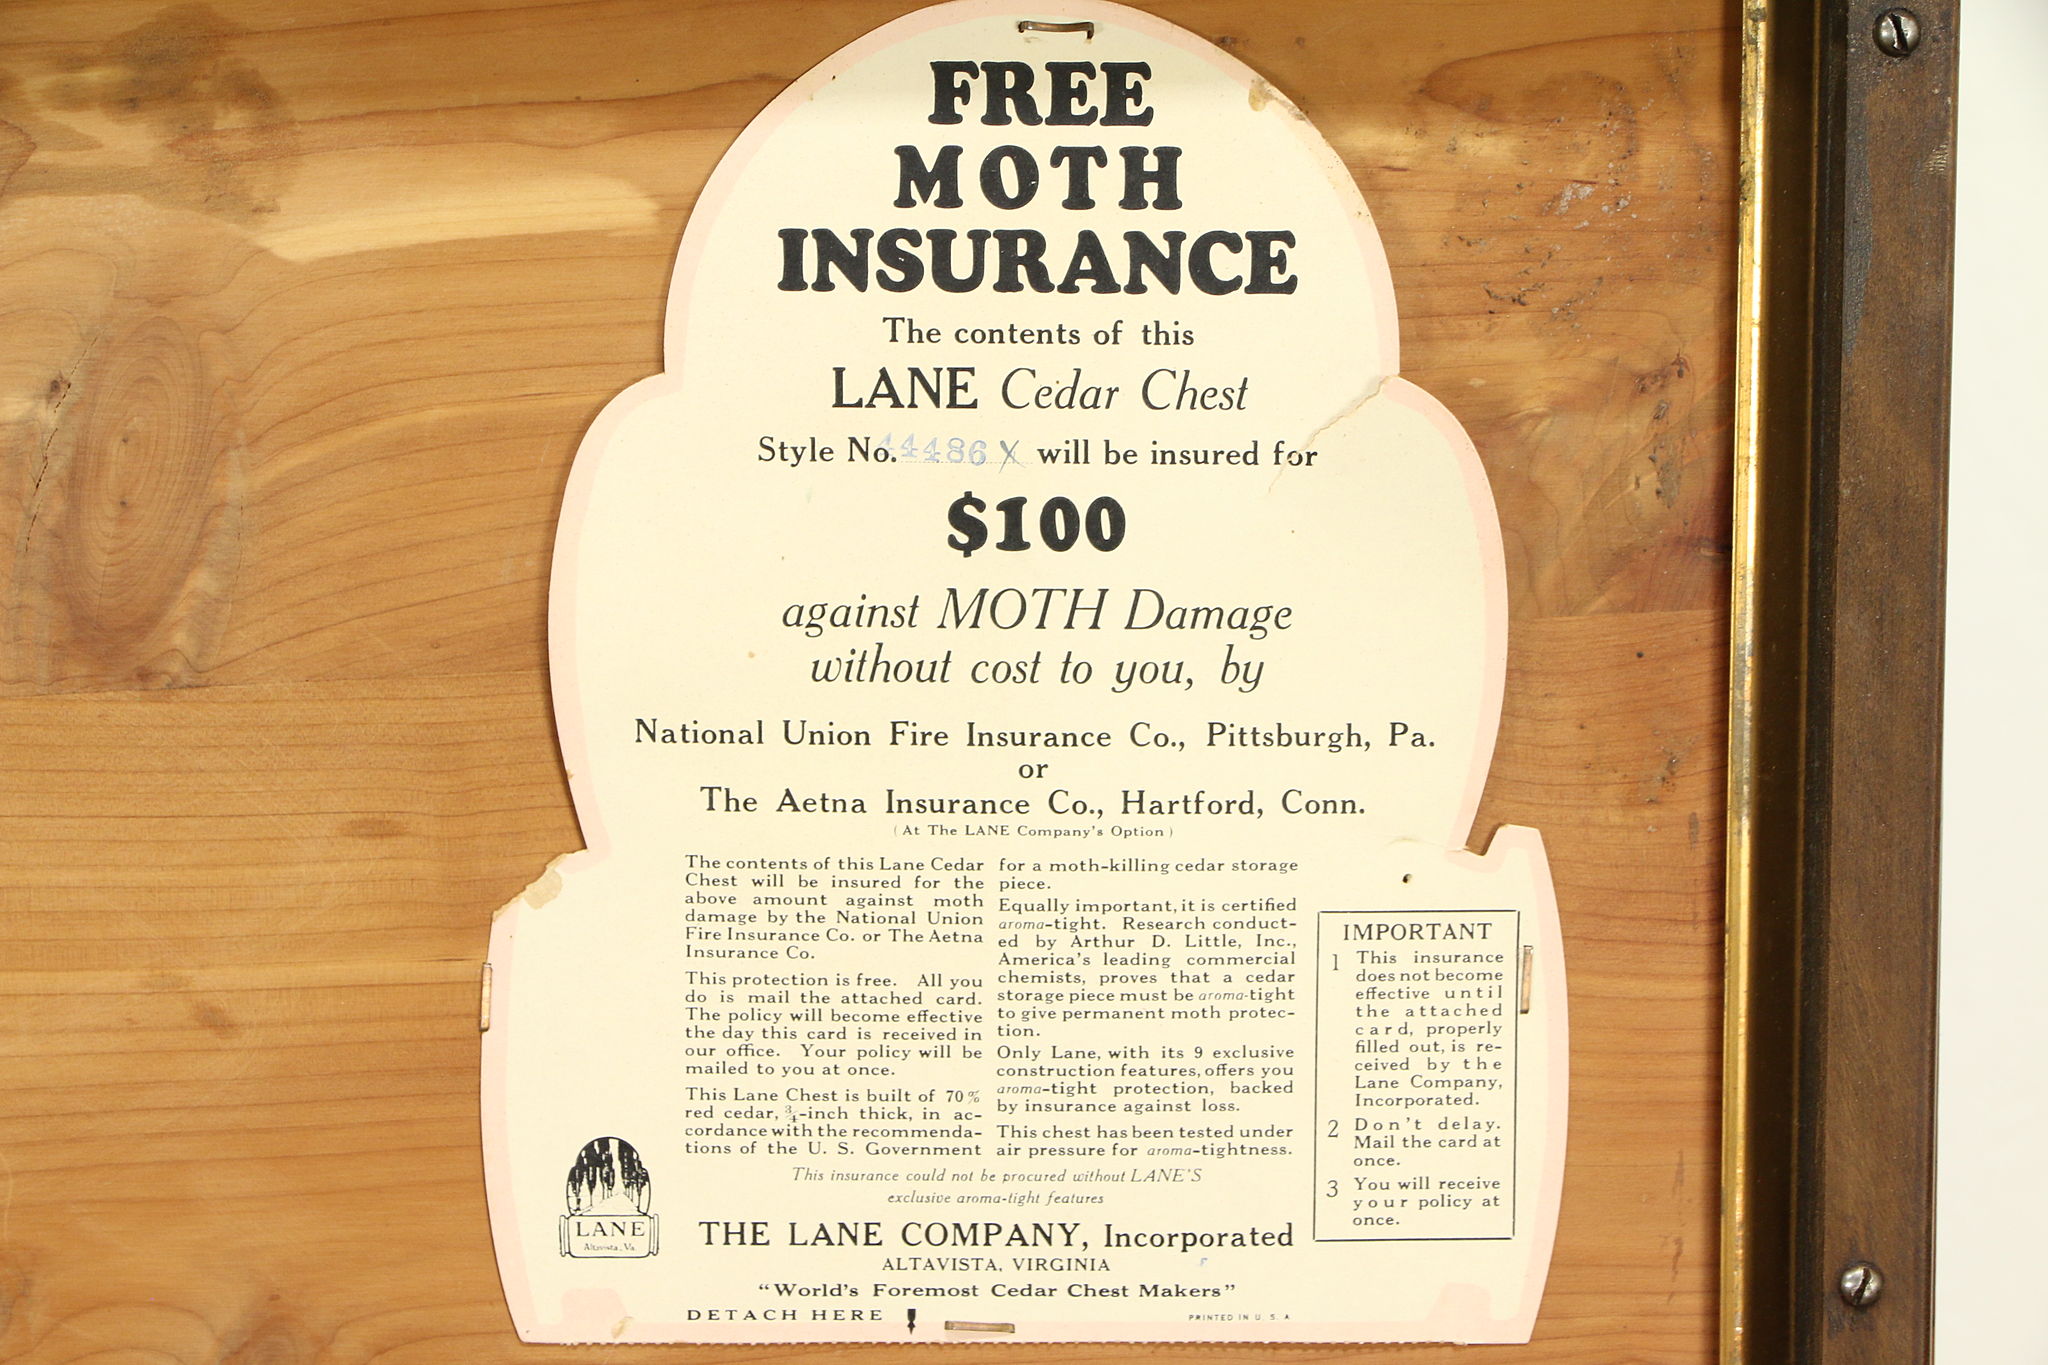 FREE
MOTH
INSURANCE
The contents of this
LANE Cedar Chest
Style No. 44486 X will be insured for
$100
against MOTH Damage
without cost to you, by
National Union Fire Insurance Co., Pittsburgh, Pa.
or
The Aetna Insurance Co., Hartford, Conn.
(At The LANE Company's Option)
The contents of this Lane Cedar
Chest will be insured for the
above amount against moth
damage by the National Union
Fire Insurance Co. or The Aetna
Insurance Co.
This protection is free. All you
do is mail the attached card.
The policy will become effective
the day this card is received in
our office. Your policy will be
mailed to you at once.
This Lane Chest is built of 70%
red cedar, ¾-inch thick, in ac-
cordance with the recommenda-
tions of the U. S. Government
for a moth-killing cedar storage
piece.
Equally important, it is certified
aroma-tight. Research conduct-
ed by Arthur D. Little, Inc.,
America's leading commercial
chemists, proves that a cedar
storage piece must be aroma-tight
to give permanent moth protec-
tion.
Only Lane, with its 9 exclusive
construction features, offers you
aroma-tight protection, backed
by insurance against loss.
This chest has been tested under
air pressure for aroma-tightness.
IMPORTANT
1 This insurance
does not become
effective until
the attached
card, properly
filled out, is re-
ceived by the
Lane Company,
Incorporated.
2 Don't delay.
Mail the card at
once.
3 You will receive
your policy at
once.
This insurance could not be procured without LANE'S
exclusive aroma-tight features
LANE
Altavista, Va.
THE LANE COMPANY, Incorporated
ALTAVISTA, VIRGINIA
"World's Foremost Cedar Chest Makers"
DETACH HERE
PRINTED IN U. S. A